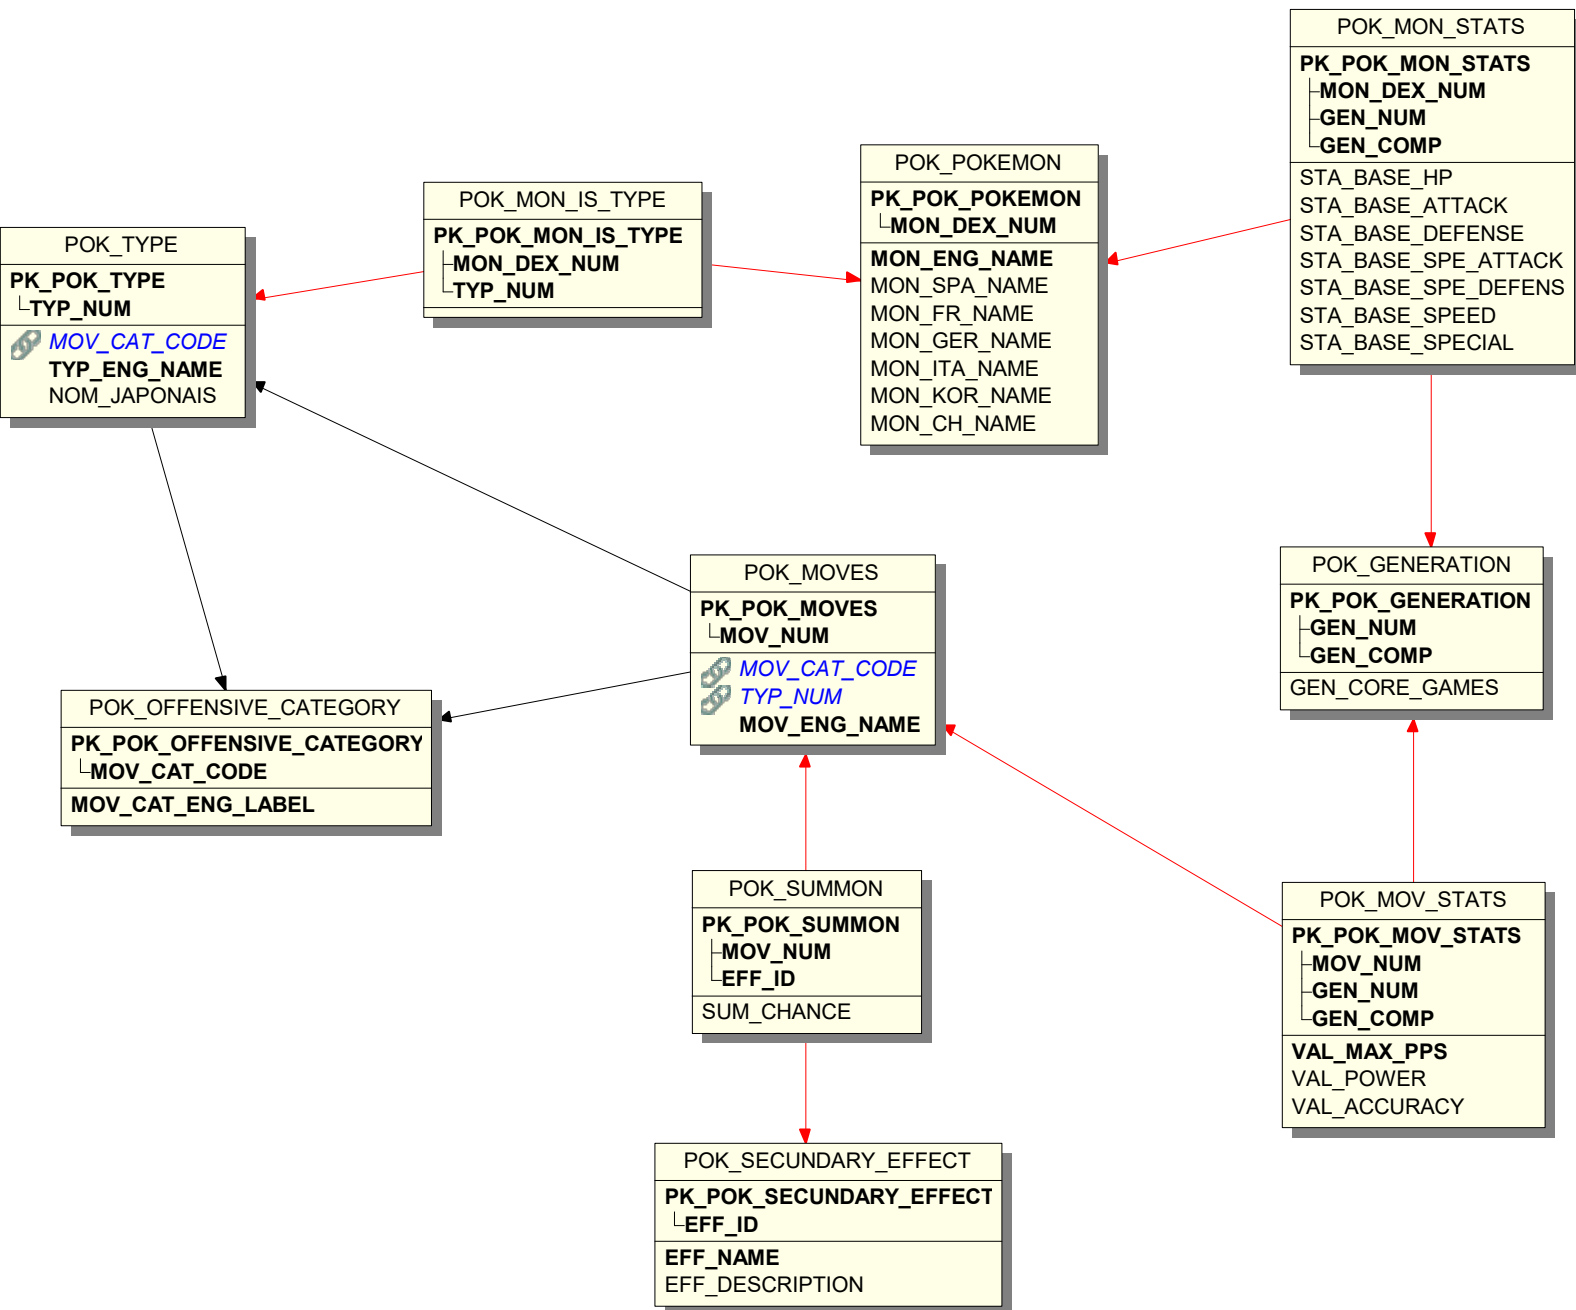 POK_MON_STATS
PK_POK_MON_STATS
MON_DEX_NUM
GEN_NUM
GEN_COMP
STA_BASE_HP
STA_BASE_ATTACK
STA_BASE_DEFENSE
STA_BASE_SPE_ATTACK
STA_BASE_SPE_DEFENS
STA_BASE_SPEED
STA_BASE_SPECIAL
POK_POKEMON
PK_POK_POKEMON
MON_DEX_NUM
MON_ENG_NAME
MON_SPA_NAME
MON_FR_NAME
MON_GER_NAME
MON_ITA_NAME
MON_KOR_NAME
MON_CH_NAME
POK_MON_IS_TYPE
PK_POK_MON_IS_TYPE
MON_DEX_NUM
TYP_NUM
POK_TYPE
PK_POK_TYPE
TYP_NUM
MOV_CAT_CODE
TYP_ENG_NAME
NOM_JAPONAIS
POK_MOVES
PK_POK_MOVES
MOV_NUM
MOV_CAT_CODE
TYP_NUM
MOV_ENG_NAME
POK_GENERATION
PK_POK_GENERATION
GEN_NUM
GEN_COMP
GEN_CORE_GAMES
POK_OFFENSIVE_CATEGORY
PK_POK_OFFENSIVE_CATEGORY
MOV_CAT_CODE
MOV_CAT_ENG_LABEL
POK_SUMMON
PK_POK_SUMMON
MOV_NUM
EFF_ID
SUM_CHANCE
POK_MOV_STATS
PK_POK_MOV_STATS
MOV_NUM
GEN_NUM
GEN_COMP
VAL_MAX_PPS
VAL_POWER
VAL_ACCURACY
POK_SECUNDARY_EFFECT
PK_POK_SECUNDARY_EFFECT
EFF_ID
EFF_NAME
EFF_DESCRIPTION